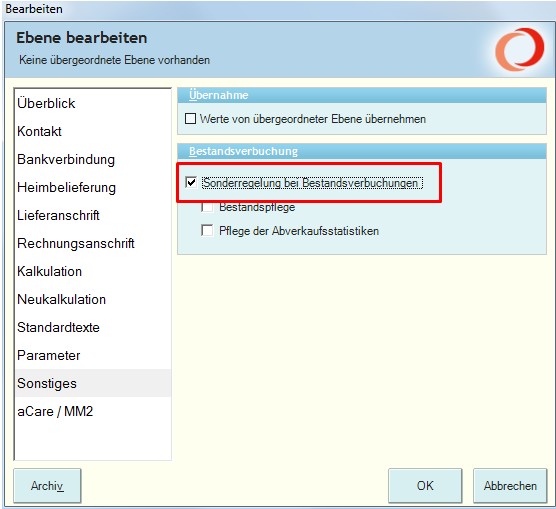 Bearbeiten
Ebene bearbeiten
Keine übergeordnete Ebene vorhanden
Überblick
Kontakt
Bankverbindung
Heimbelieferung
Lieferanschrift
Rechnungsanschrift
Kalkulation
Neukalkulation
Standardtexte
Parameter
Sonstiges
aCare / MM2
Übernahme
Werte von übergeordneter Ebene übernehmen
Bestandsverbuchung
Sonderregelung bei Bestandsverbuchungen
Bestandspflege
Pflege der Abverkaufsstatistiken
Archiv
OK
Abbrechen